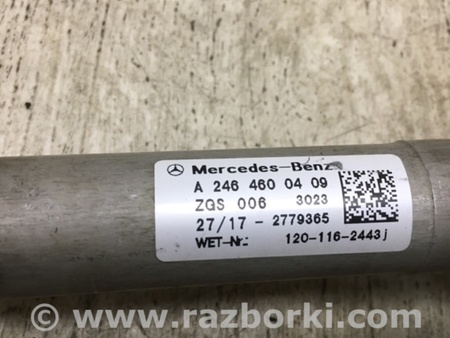 Mercedes-Benz
A 246 460 04 09
ZGS 006 3023
27/17 - 2779365
WET-Nr.: 120-116-2443j
© www.razborki.com